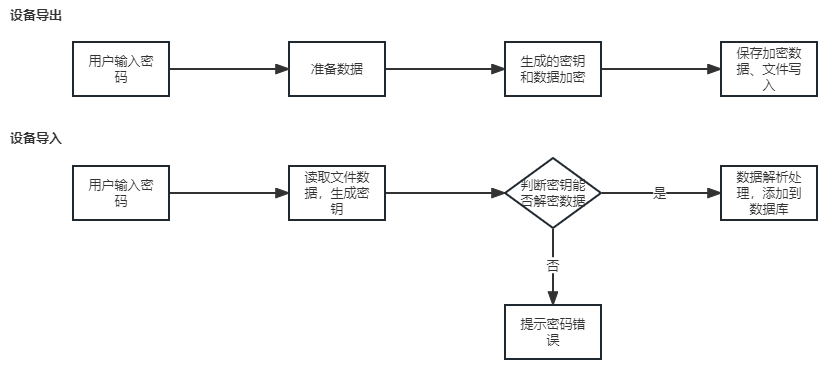 设备导出
用户输入密
码
准备数据
生成的密钥
和数据加密
保存加密数
据、文件写
入
设备导入
用户输入密
码
读取文件数
据，生成密
钥
判断密钥能
否解密数据
是
数据解析处
理，添加到
数据库
否
提示密码错
误